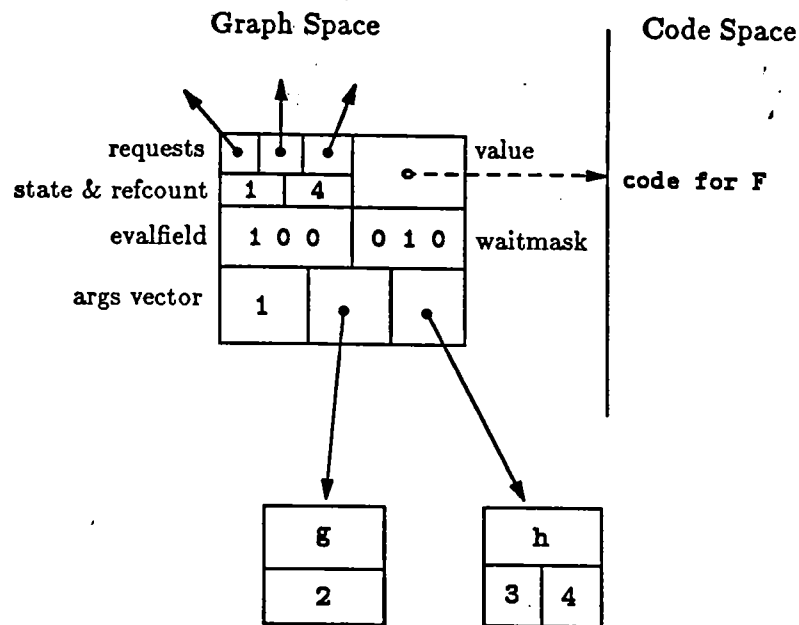 Graph Space
Code Space
requests
value
state & refcount
1 4
code for F
evalfield
1 0 0
0 1 0
waitmask
args vector
1
g
h
2
3 4